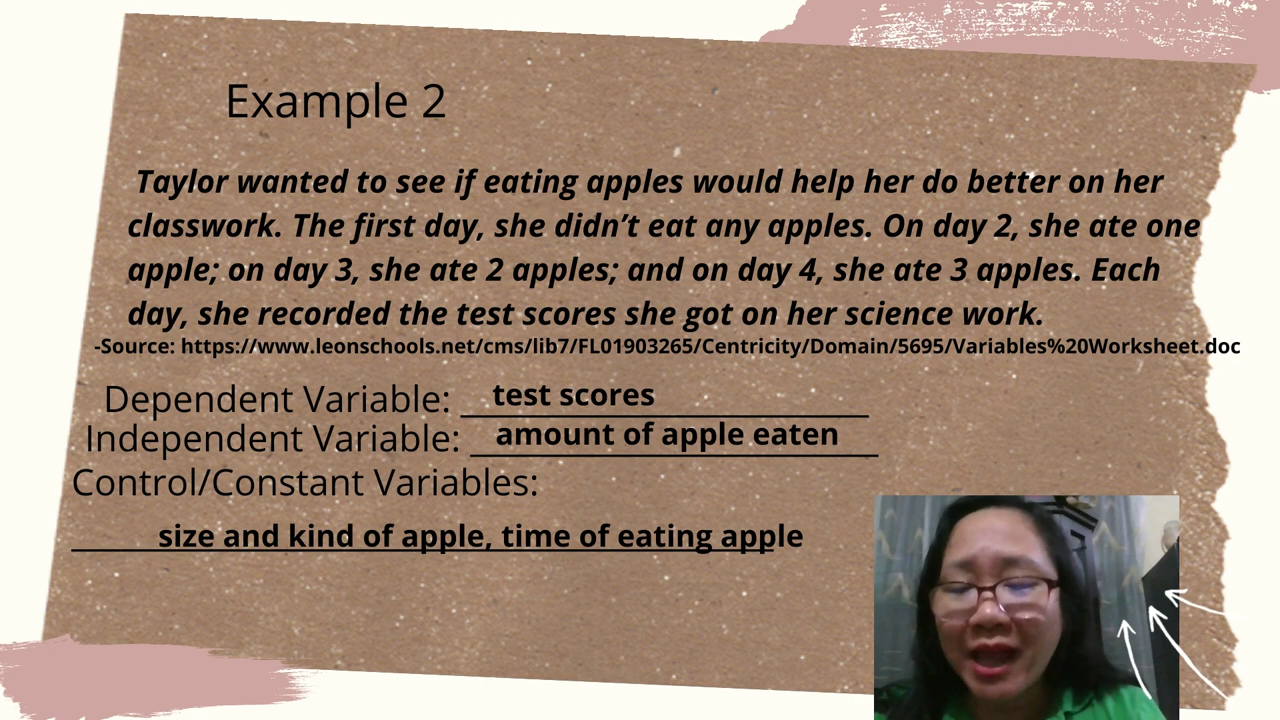 Example 2
Taylor wanted to see if eating apples would help her do better on her
classwork. The first day, she didn’t eat any apples. On day 2, she ate one
apple; on day 3, she ate 2 apples; and on day 4, she ate 3 apples. Each
day, she recorded the test scores she got on her science work.
-Source: https://www.leonschools.net/cms/lib7/FL01903265/Centricity/Domain/5695/Variables%20Worksheet.doc
Dependent Variable: test scores
Independent Variable: amount of apple eaten
Control/Constant Variables:
size and kind of apple, time of eating apple